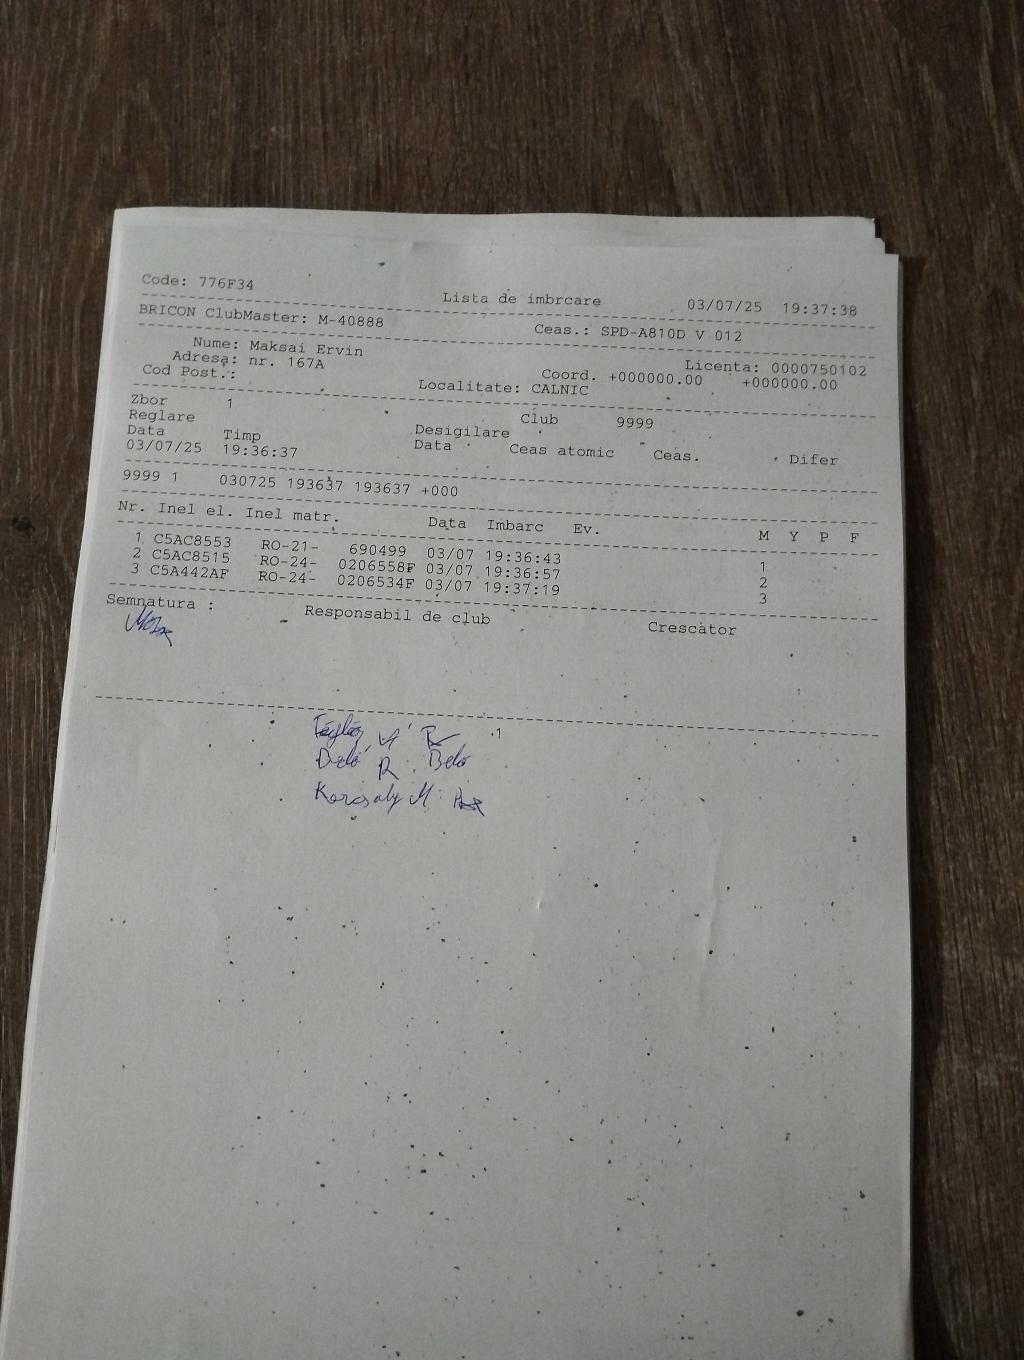 Code: 776F34 Lista de imbrcare 03/07/25 19:37:38
BRICON ClubMaster: M-40888 Ceas.: SPD-A810D V 012
Nume: Maksai Ervin Licenta: 0000750102
Adresa: nr. 167A Coord. +000000.00 +000000.00
Cod Post.: Localitate: CALNIC
Zbor 1 Club 9999
Reglare Desigilare
Data Timp Data Ceas atomic Ceas. Difer
03/07/25 19:36:37
9999 1 030725 193637 193637 +000
Nr. Inel el. Inel matr. Data Imbarc Ev. M Y P F
1 C5AC8553 RO-21- 690499 03/07 19:36:43 1
2 C5AC8515 RO-24- 0206558F 03/07 19:36:57 2
3 C5A442AF RO-24- 0206534F 03/07 19:37:19 3
Semnatura : Responsabil de club Crescator
1